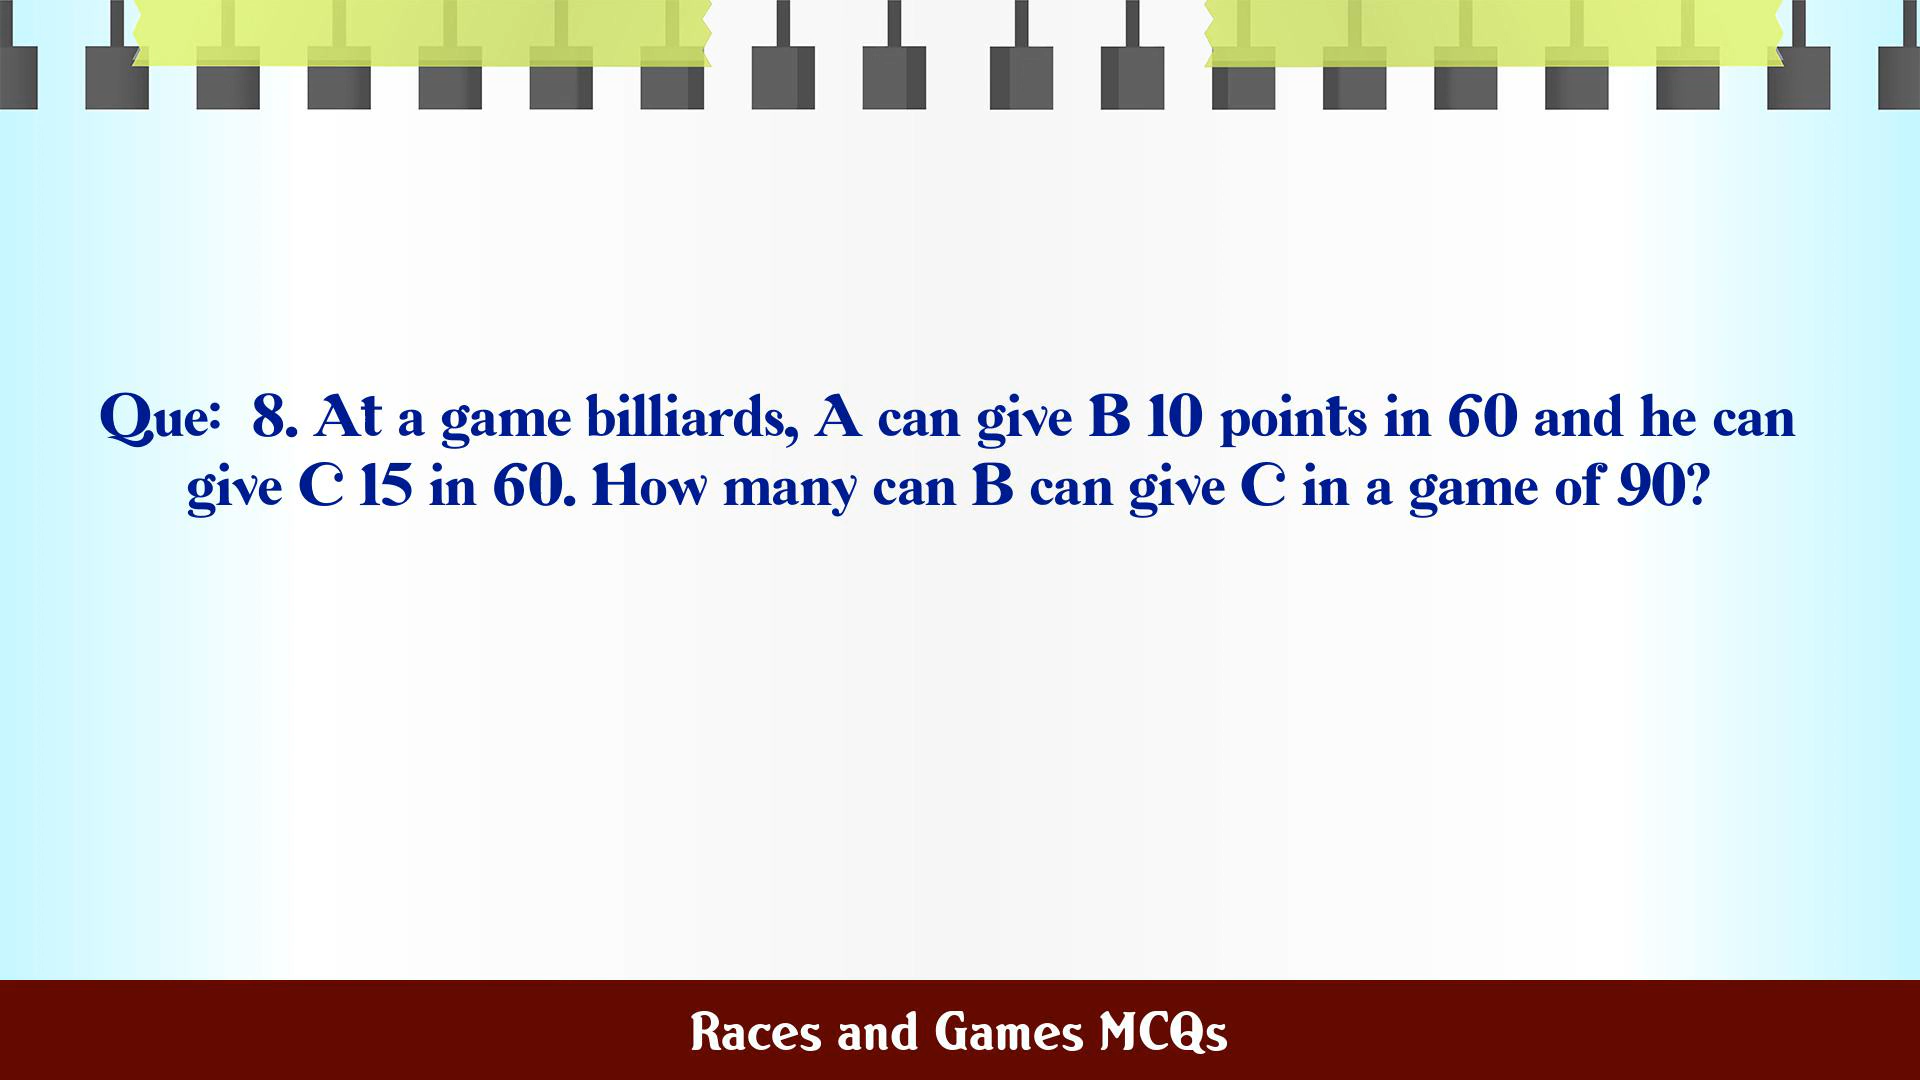 Que:  8. At a game billiards, A can give B 10 points in 60 and he can
give C 15 in 60. How many can B can give C in a game of 90?
Races and Games MCQs